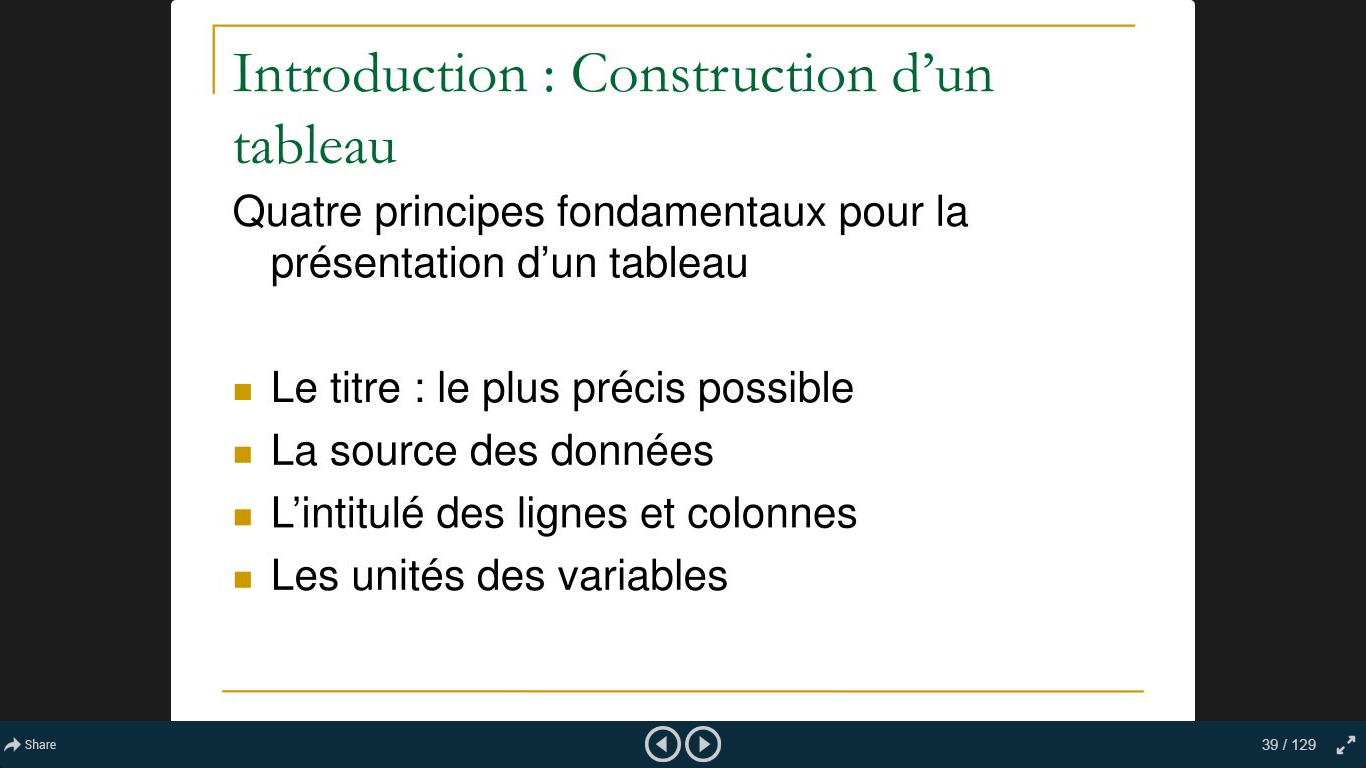 Introduction : Construction d’un
tableau
Quatre principes fondamentaux pour la
présentation d’un tableau
Le titre : le plus précis possible
La source des données
L’intitulé des lignes et colonnes
Les unités des variables
Share
39 / 129